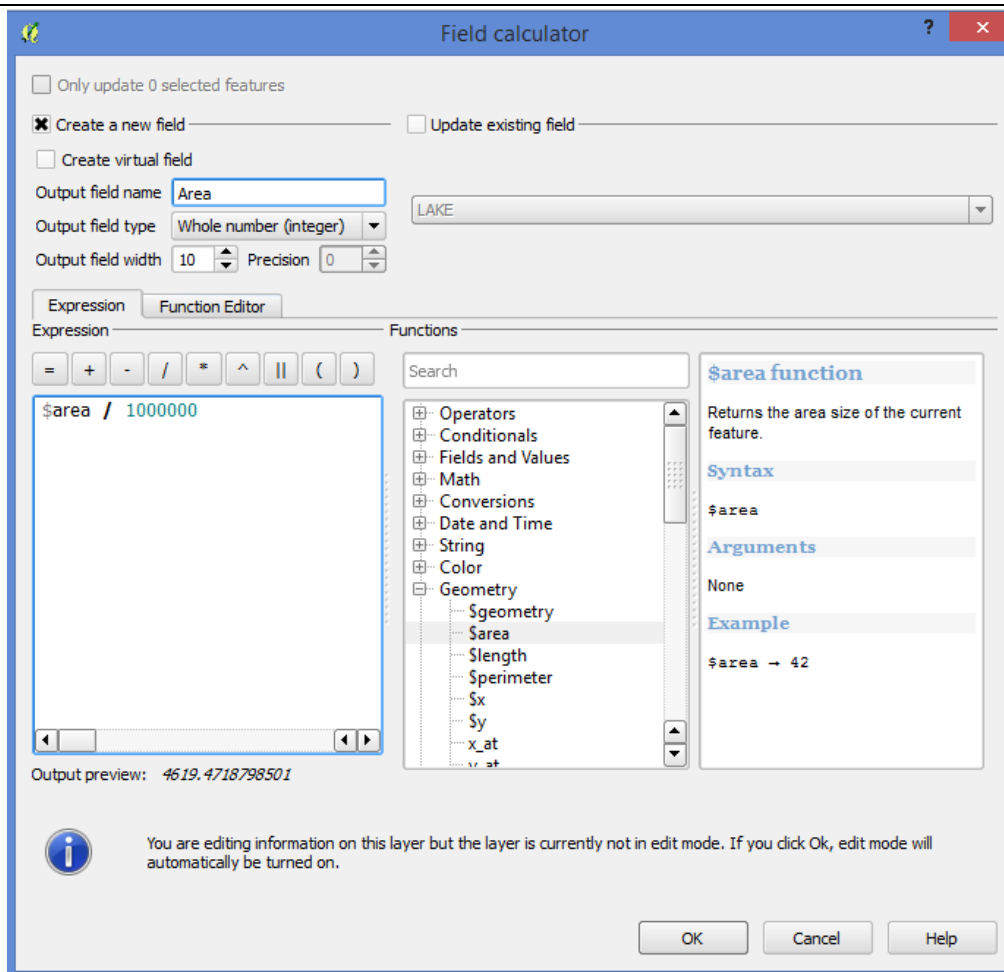 Field calculator
?
×
Only update 0 selected features
Create a new field
Update existing field
Create virtual field
Output field name Area
LAKE
Output field type Whole number (integer)
Output field width 10 Precision 0
Expression Function Editor
Expression
Functions
= + - / * ^ || ( )
Search
$area / 1000000
Operators
Conditionals
Fields and Values
Math
Conversions
Date and Time
String
Color
Geometry
$geometry
$area
$length
$perimeter
$x
$y
x_at
y_at
$area function
Returns the area size of the current
feature.
Syntax
$area
Arguments
None
Example
$area → 42
Output preview: 4619.4718798501
You are editing information on this layer but the layer is currently not in edit mode. If you click Ok, edit mode will
automatically be turned on.
OK Cancel Help